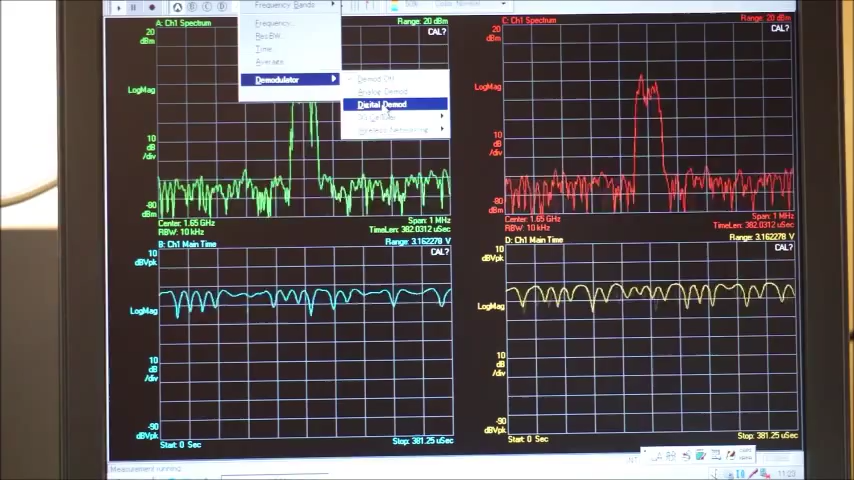 Frequency Bands
50%
Frequency...
ResBW...
Time...
Average...
Demodulator
Demod Off
Analog Demod
Digital Demod
3G Cellular
Wireless Networking
A: Ch1 Spectrum
Range: 20 dBm
CAL?
20
dBm
LogMag
10
dB
/div
-80
dBm
Center: 1.65 GHz
Span: 1 MHz
RBW: 10 kHz
TimeLen: 382.0312 uSec
C: Ch1 Spectrum
Range: 20 dBm
CAL?
20
dBm
LogMag
10
dB
/div
-80
dBm
Center: 1.65 GHz
Span: 1 MHz
RBW: 10 kHz
TimeLen: 382.0312 uSec
B: Ch1 Main Time
Range: 3.162278 V
CAL?
10
dBVpk
LogMag
10
dB
/div
-90
dBVpk
Start: 0 Sec
Stop: 381.25 uSec
D: Ch1 Main Time
Range: 3.162278 V
CAL?
10
dBVpk
LogMag
10
dB
/div
-90
dBVpk
Start: 0 Sec
Stop: 381.25 uSec
Measurement running